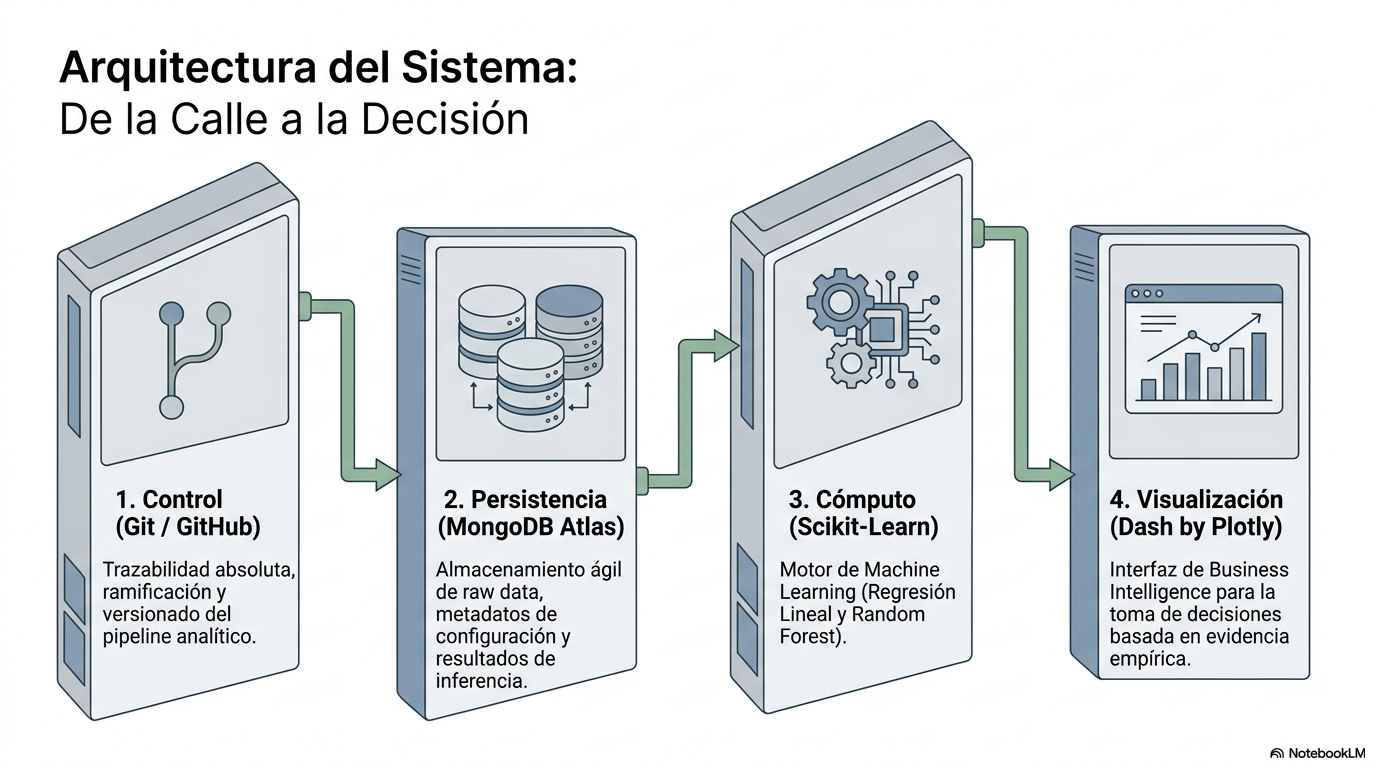 Arquitectura del Sistema:
De la Calle a la Decisión
1. Control
(Git / GitHub)
Trazabilidad absoluta,
ramificación y
versionado del
pipeline analítico.
2. Persistencia
(MongoDB Atlas)
Almacenamiento ágil
de raw data,
metadatos de
configuración y
resultados de
inferencia.
3. Cómputo
(Scikit-Learn)
Motor de Machine
Learning (Regresión
Lineal y Random
Forest).
4. Visualización
(Dash by Plotly)
Interfaz de Business
Intelligence para la
toma de decisiones
basada en evidencia
empírica.
NotebookLM